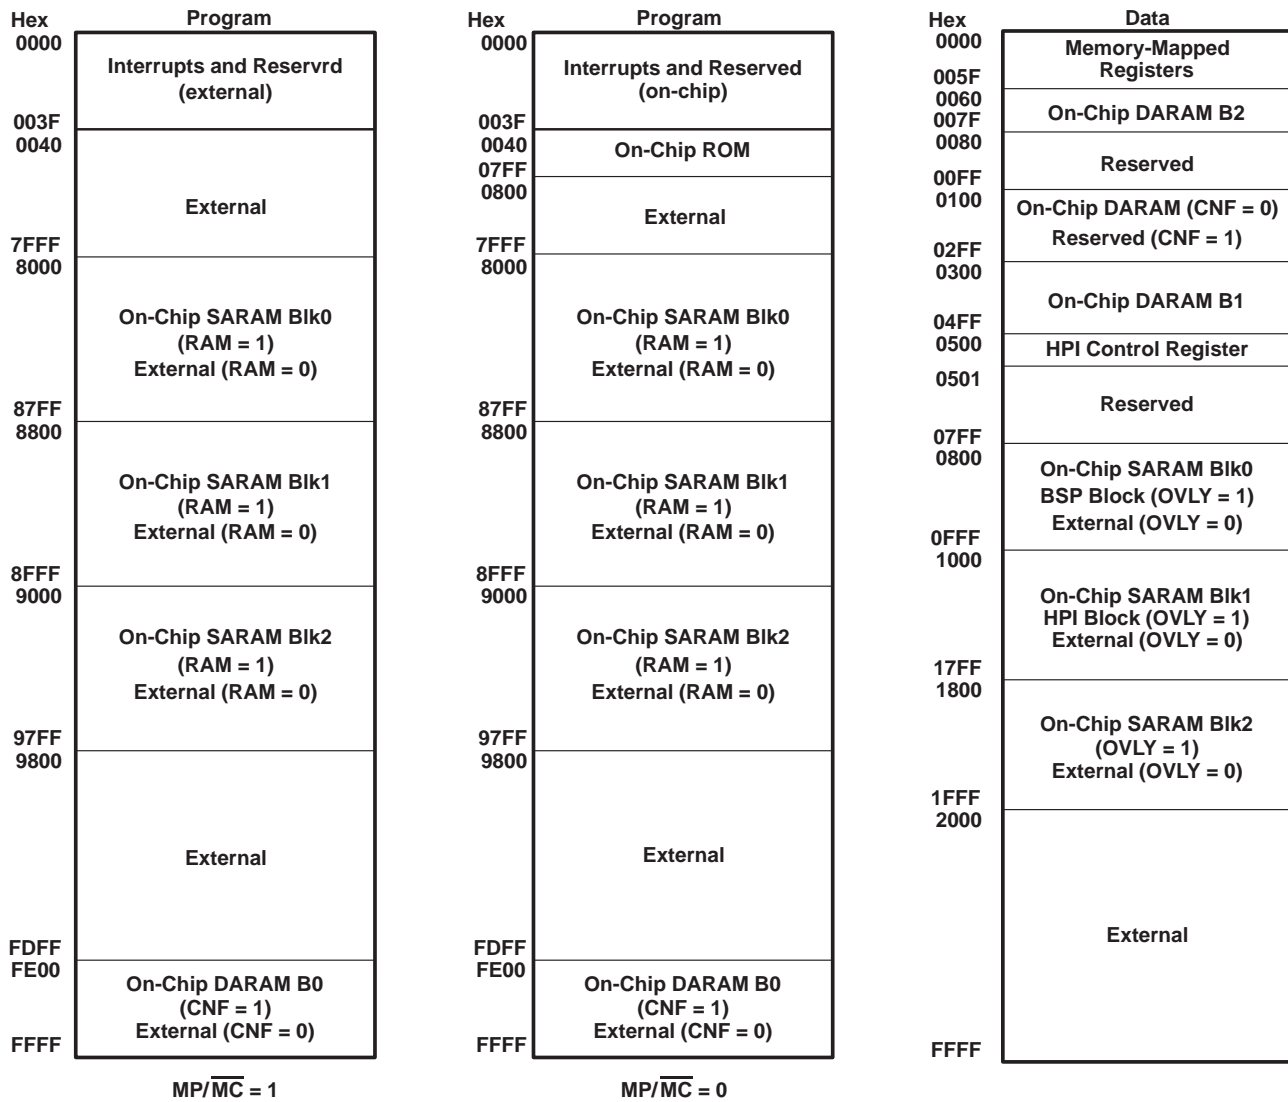 Hex
Program
0000
Interrupts and Reservrd
(external)
003F
0040
External
7FFF
8000
On-Chip SARAM Blk0
(RAM = 1)
External (RAM = 0)
87FF
8800
On-Chip SARAM Blk1
(RAM = 1)
External (RAM = 0)
8FFF
9000
On-Chip SARAM Blk2
(RAM = 1)
External (RAM = 0)
97FF
9800
External
FDFF
FE00
On-Chip DARAM B0
(CNF = 1)
External (CNF = 0)
FFFF
MP/MC = 1
Hex
Program
0000
Interrupts and Reserved
(on-chip)
003F
0040
On-Chip ROM
07FF
0800
External
7FFF
8000
On-Chip SARAM Blk0
(RAM = 1)
External (RAM = 0)
87FF
8800
On-Chip SARAM Blk1
(RAM = 1)
External (RAM = 0)
8FFF
9000
On-Chip SARAM Blk2
(RAM = 1)
External (RAM = 0)
97FF
9800
External
FDFF
FE00
On-Chip DARAM B0
(CNF = 1)
External (CNF = 0)
FFFF
MP/MC = 0
Hex
Data
0000
Memory-Mapped
Registers
005F
0060
On-Chip DARAM B2
007F
0080
Reserved
00FF
0100
On-Chip DARAM (CNF = 0)
Reserved (CNF = 1)
02FF
0300
On-Chip DARAM B1
04FF
0500
HPI Control Register
0501
Reserved
07FF
0800
On-Chip SARAM Blk0
BSP Block (OVLY = 1)
External (OVLY = 0)
0FFF
1000
On-Chip SARAM Blk1
HPI Block (OVLY = 1)
External (OVLY = 0)
17FF
1800
On-Chip SARAM Blk2
(OVLY = 1)
External (OVLY = 0)
1FFF
2000
External
FFFF